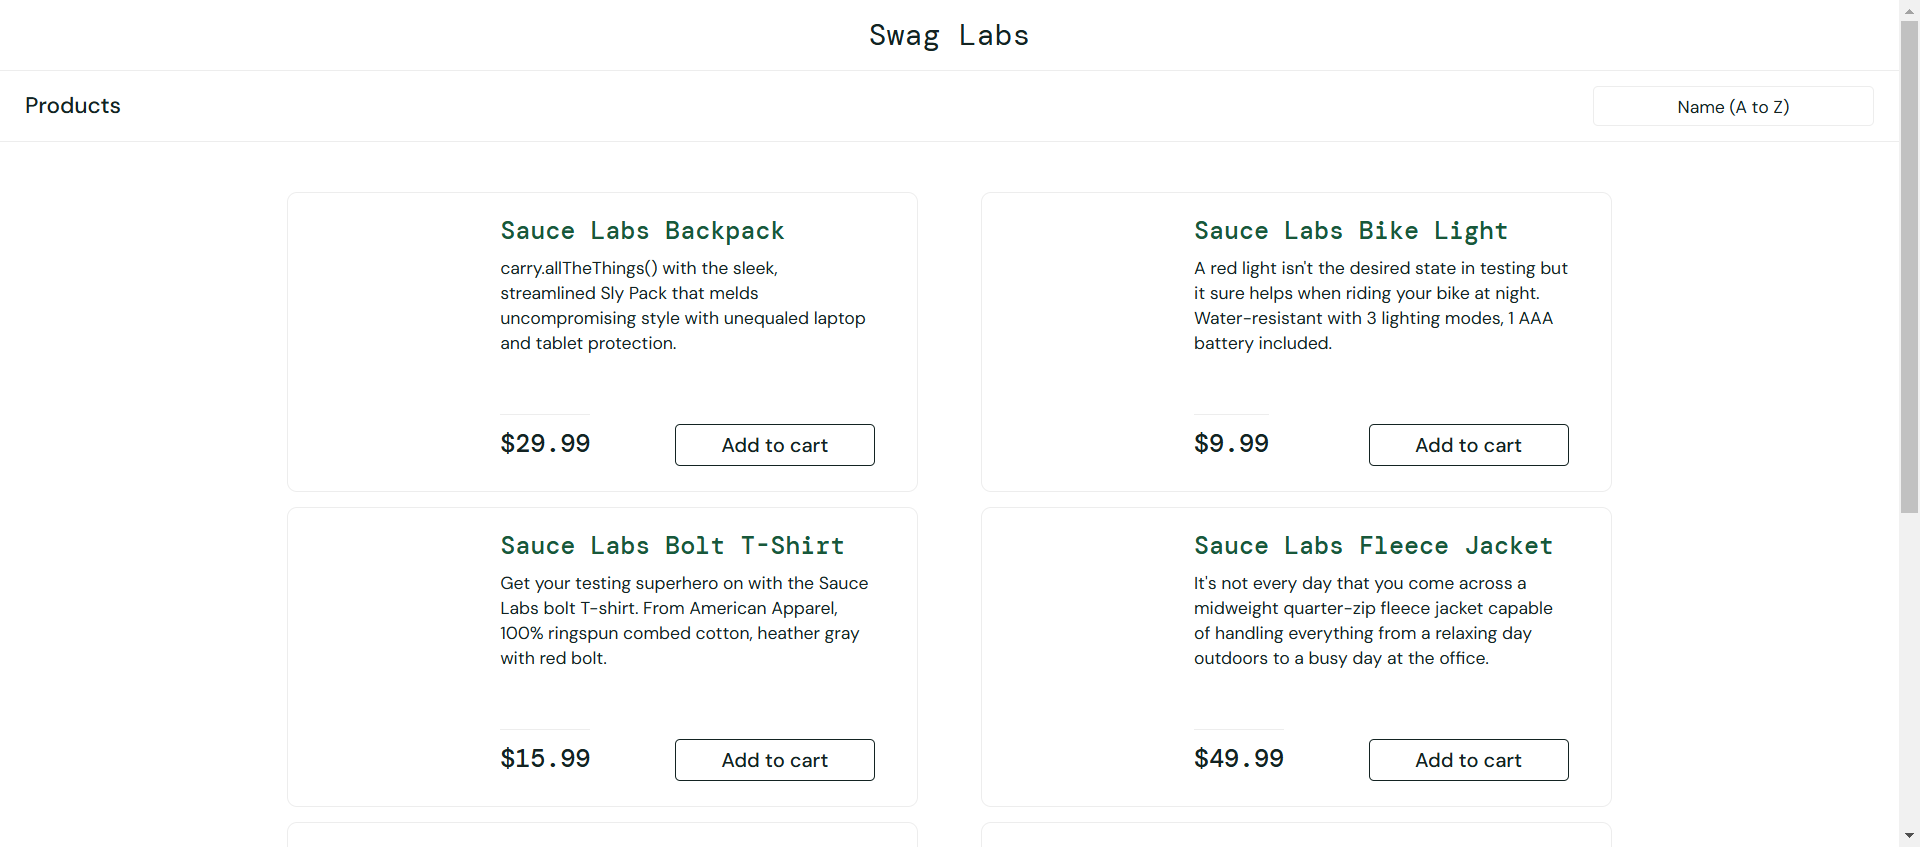 Swag Labs
Products
Name (A to Z)
Sauce Labs Backpack
carry.allTheThings() with the sleek,
streamlined Sly Pack that melds
uncompromising style with unequaled laptop
and tablet protection.
$29.99
Add to cart
Sauce Labs Bike Light
A red light isn't the desired state in testing but
it sure helps when riding your bike at night.
Water-resistant with 3 lighting modes, 1 AAA
battery included.
$9.99
Add to cart
Sauce Labs Bolt T-Shirt
Get your testing superhero on with the Sauce
Labs bolt T-shirt. From American Apparel,
100% ringspun combed cotton, heather gray
with red bolt.
$15.99
Add to cart
Sauce Labs Fleece Jacket
It's not every day that you come across a
midweight quarter-zip fleece jacket capable
of handling everything from a relaxing day
outdoors to a busy day at the office.
$49.99
Add to cart